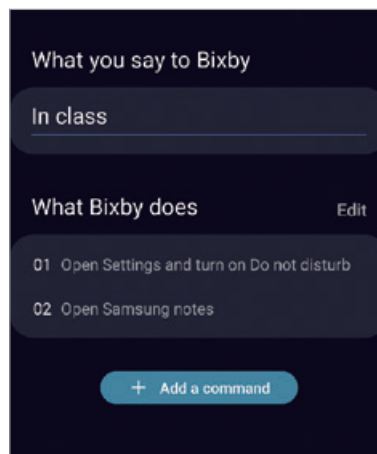 What you say to Bixby
In class
What Bixby does
Edit
01 Open Settings and turn on Do not disturb
02 Open Samsung notes
+ Add a command